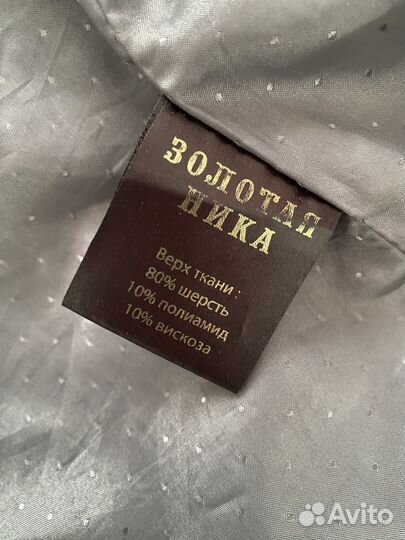 ЗОЛОТАЯ
НИКА
Верх ткани :
80% шерсть
10% полиамид
10% вискоза
Avito